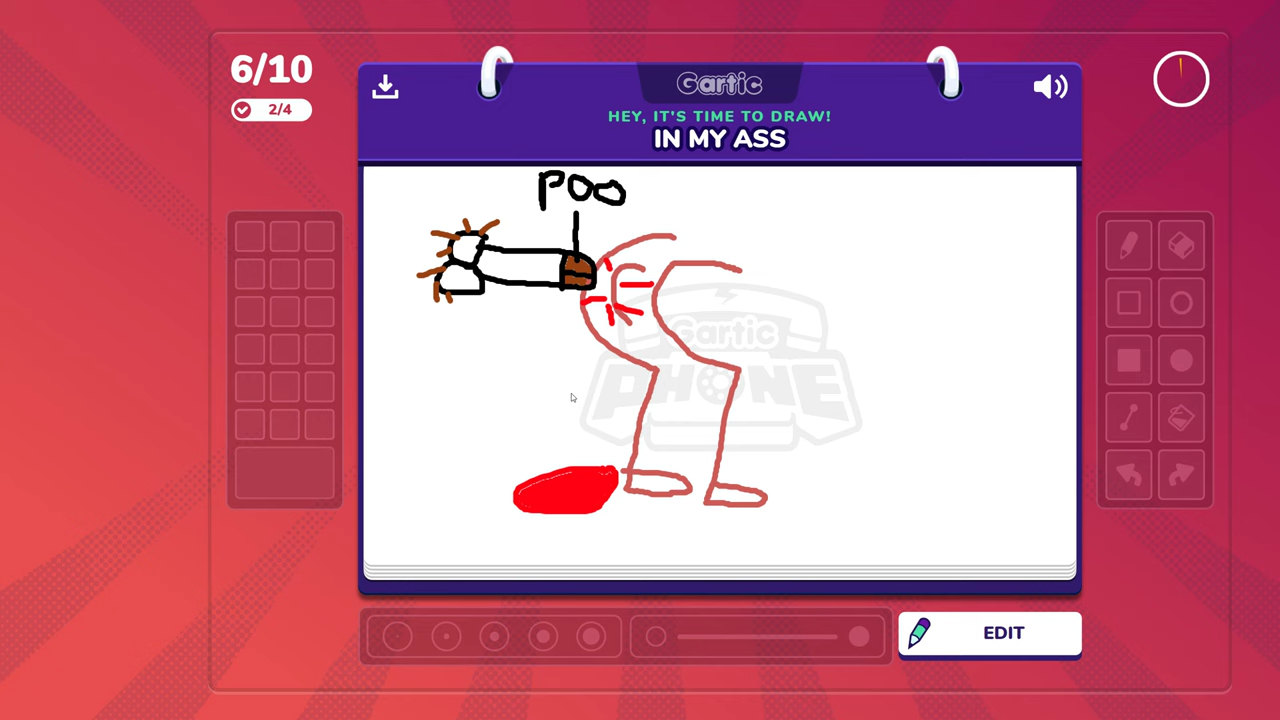 6/10
2/4
Gartic
HEY, IT'S TIME TO DRAW!
IN MY ASS
POO
Gartic
PHONE
EDIT